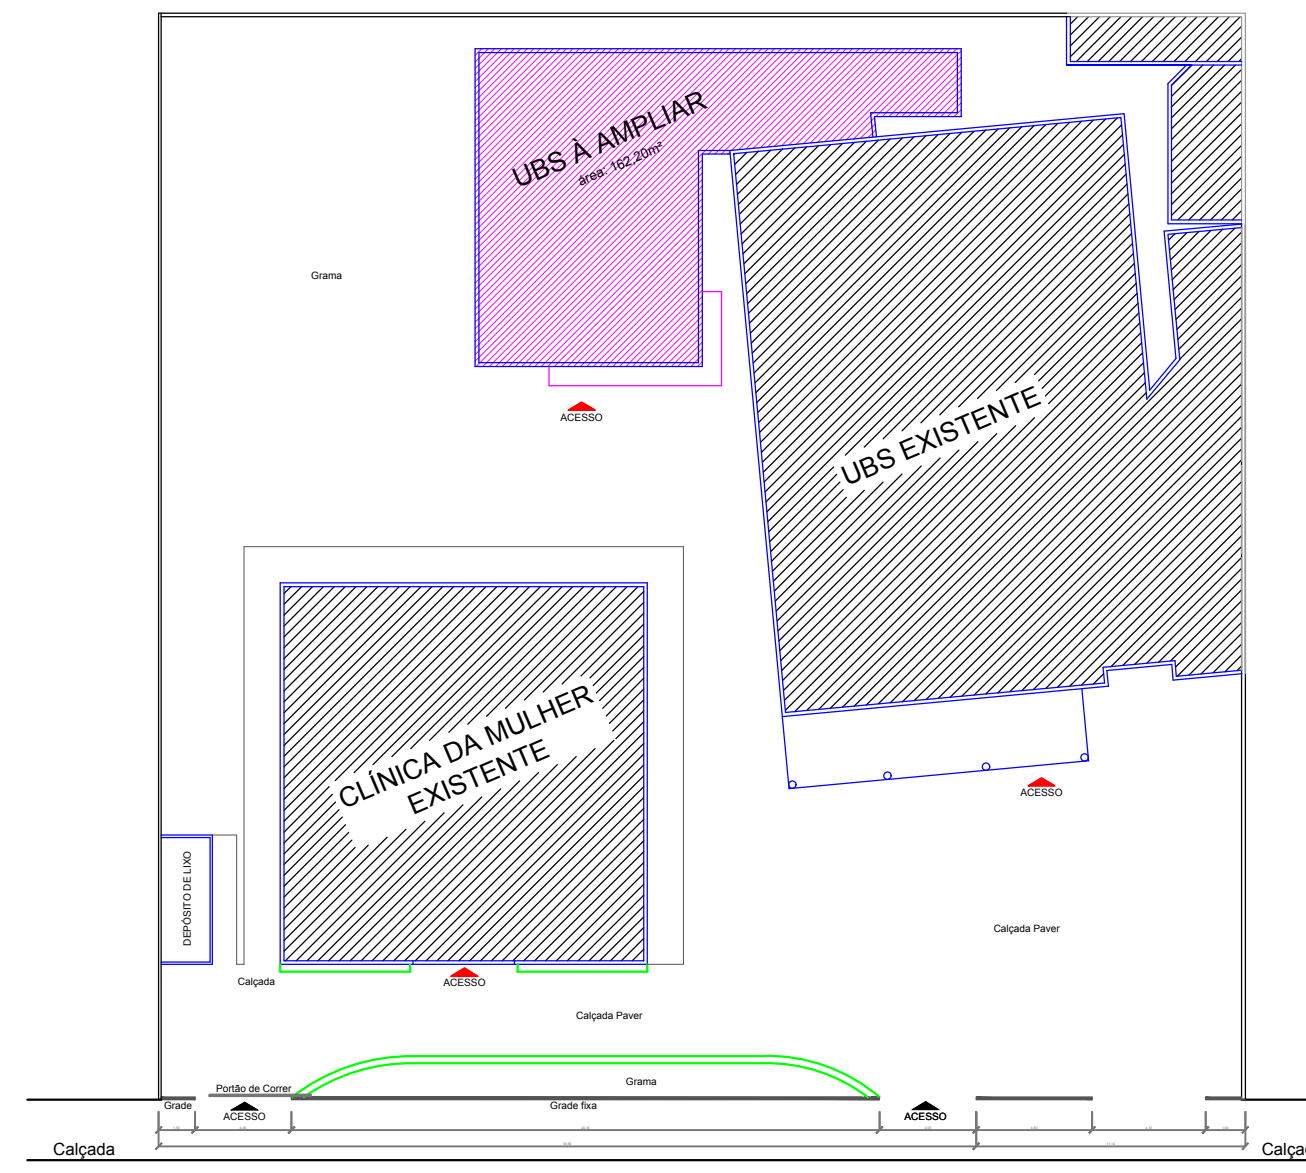 UBS À AMPLIAR
área: 162.20m²
Grama
ACESSO
UBS EXISTENTE
CLÍNICA DA MULHER
EXISTENTE
ACESSO
DEPÓSITO DE LIXO
Calçada Paver
Calçada
ACESSO
Calçada Paver
Grama
Portão de Correr
Grade
ACESSO
Grade fixa
ACESSO
Calçada
Calça